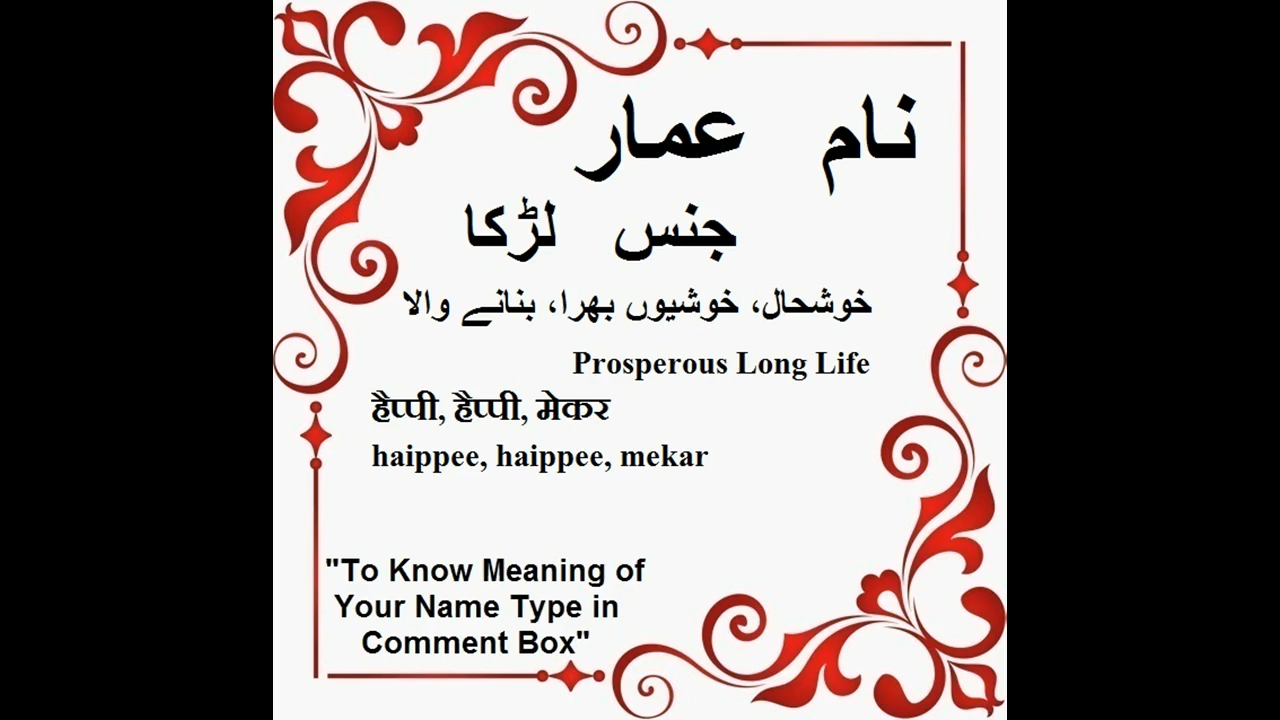 نام عمار
جنس لڑکا
خوشحال، خوشیوں بھرا، بنانے والا
Prosperous Long Life
हैप्पी, हैप्पी, मेकर
haippee, haippee, mekar
"To Know Meaning of
Your Name Type in
Comment Box"